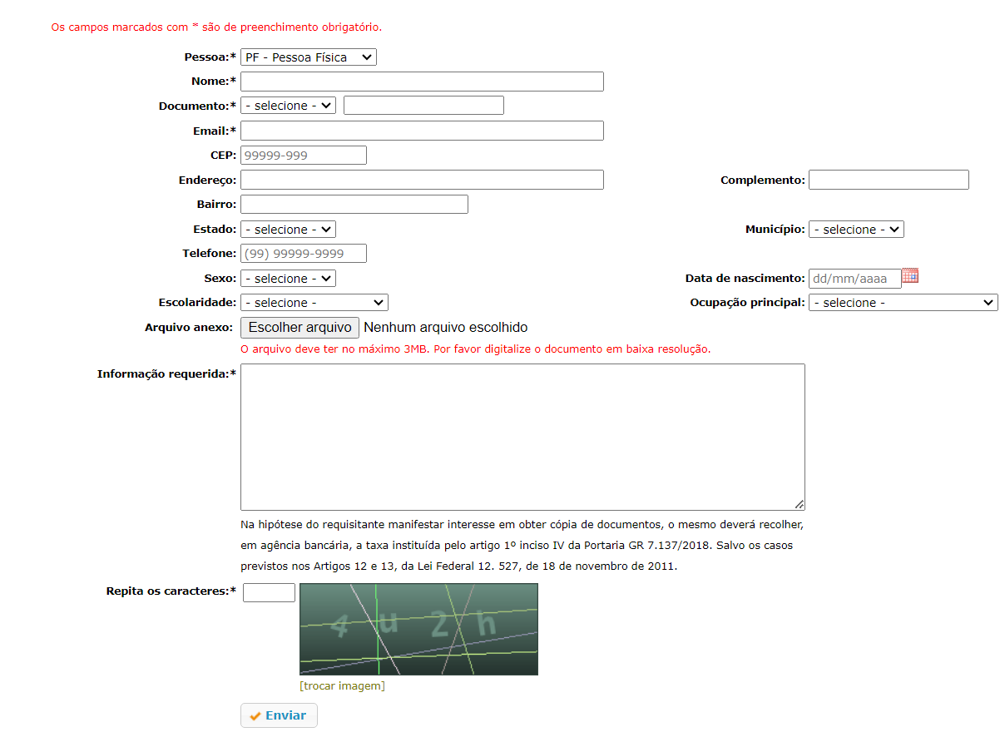 Os campos marcados com * são de preenchimento obrigatório.
Pessoa:* PF - Pessoa Física
Nome:*
Documento:* - selecione -
Email:*
CEP: 99999-999
Endereço: Complemento:
Bairro:
Estado: - selecione - Município: - selecione -
Telefone: (99) 99999-9999
Sexo: - selecione - Data de nascimento: dd/mm/aaaa
Escolaridade: - selecione - Ocupação principal: - selecione -
Arquivo anexo: Escolher arquivo Nenhum arquivo escolhido
O arquivo deve ter no máximo 3MB. Por favor digitalize o documento em baixa resolução.
Informação requerida:*
Na hipótese do requisitante manifestar interesse em obter cópia de documentos, o mesmo deverá recolher,
em agência bancária, a taxa instituída pelo artigo 1º inciso IV da Portaria GR 7.137/2018. Salvo os casos
previstos nos Artigos 12 e 13, da Lei Federal 12. 527, de 18 de novembro de 2011.
Repita os caracteres:* 4u2h
[trocar imagem]
Enviar